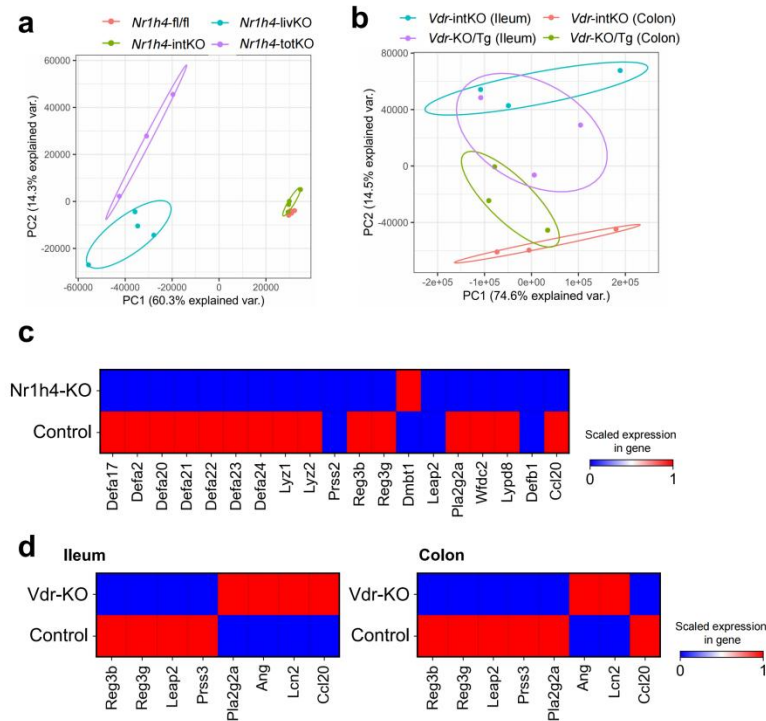 a
Nr1h4-fl/fl
Nr1h4-livKO
Nr1h4-intKO
Nr1h4-totKO
60000
40000
20000
0
-20000
PC2 (14.3% explained var.)
-60000 -40000 -20000 0 20000
PC1 (60.3% explained var.)
b
Vdr-intKO (Ileum)
Vdr-intKO (Colon)
Vdr-KO/Tg (Ileum)
Vdr-KO/Tg (Colon)
80000
40000
0
-40000
PC2 (14.5% explained var.)
-2e+05 -1e+05 0e+00 1e+05 2e+05
PC1 (74.6% explained var.)
c
Nr1h4-KO
Control
Defa17
Defa2
Defa20
Defa21
Defa22
Defa23
Defa24
Lyz1
Lyz2
Prss2
Reg3b
Reg3g
Dmbt1
Leap2
Pla2g2a
Wfdc2
Lypd8
Defb1
Ccl20
Scaled expression
in gene
0 1
d
Ileum
Vdr-KO
Control
Reg3b
Reg3g
Leap2
Prss3
Pla2g2a
Ang
Lcn2
Ccl20
Colon
Vdr-KO
Control
Reg3b
Reg3g
Leap2
Prss3
Pla2g2a
Ang
Lcn2
Ccl20
Scaled expression
in gene
0 1